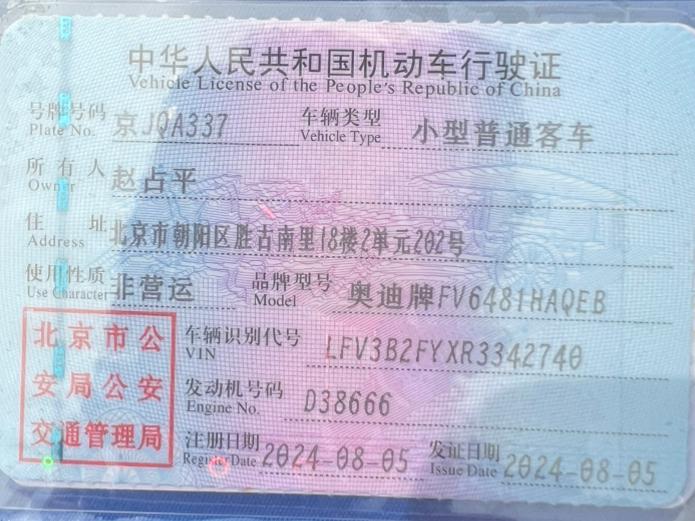 中华人民共和国机动车行驶证
Vehicle License of the People's Republic of China
号牌号码 京JQA337 车辆类型 小型普通客车
Plate No. Vehicle Type
所有人 赵占平
Owner
住址 北京市朝阳区胜古南里18楼2单元202号
Address
使用性质 非营运 品牌型号 奥迪牌FV6481HAQEB
Use Character Model
北京市公安局公安交通管理局
车辆识别代号 LFV3B2FYXR3342740
VIN
发动机号码 D38666
Engine No.
注册日期 2024-08-05 发证日期 2024-08-05
Register Date Issue Date